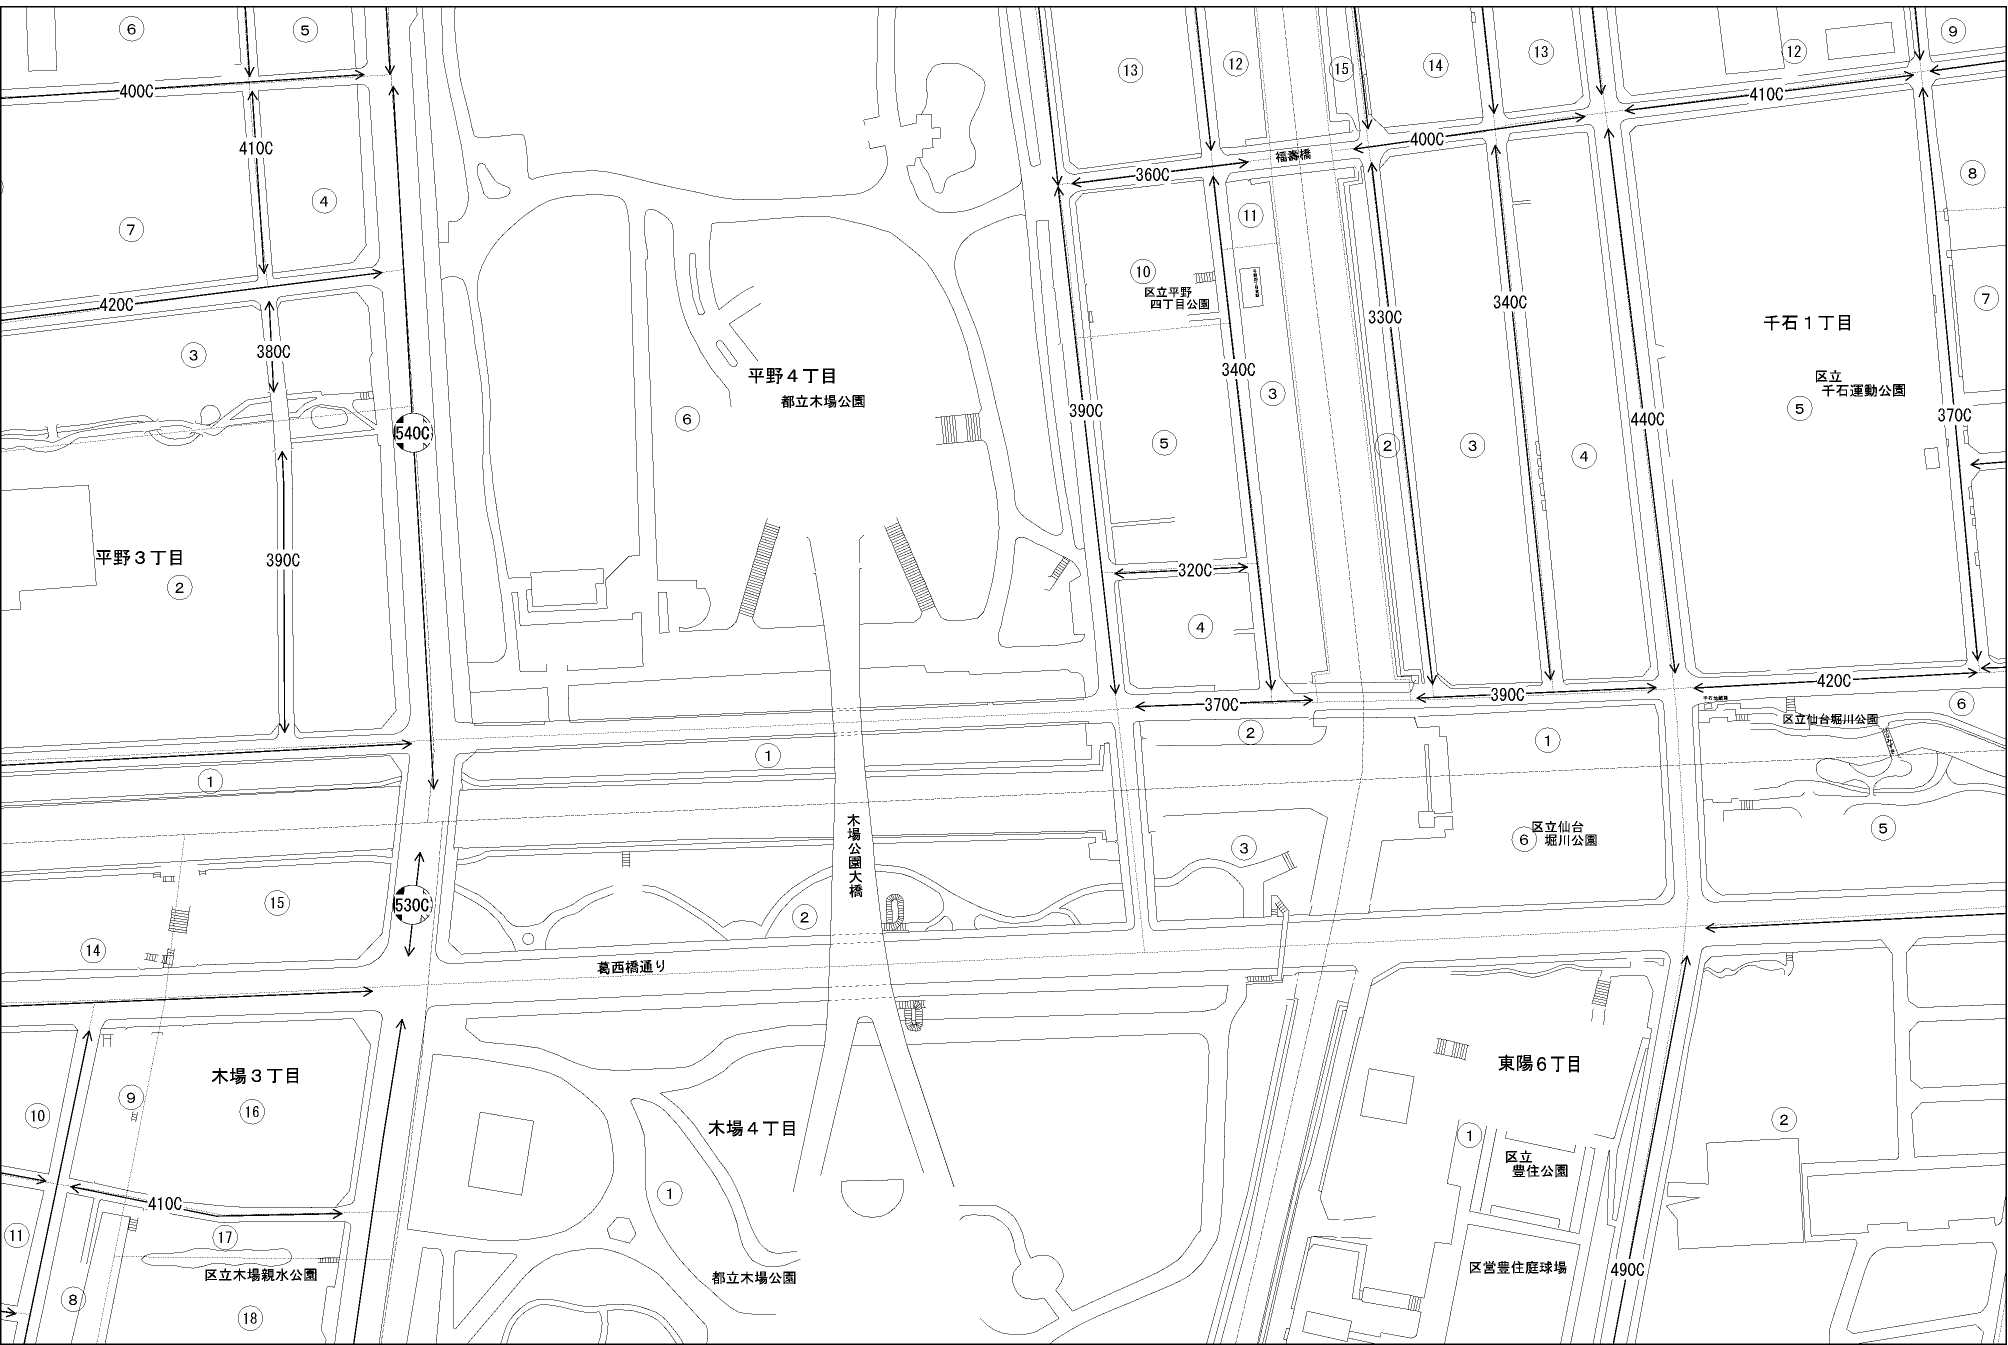 6
5
13
12
15
14
13
12
9
400C
410C
410C
400C
福壽橋
360C
410C
4
7
11
8
10
区立平野
四丁目公園
420C
380C
3
330C
340C
340C
千石1丁目
7
平野4丁目
都立木場公園
6
3
区立
千石運動公園
5
390C
440C
370C
540C
5
2
3
4
平野3丁目
2
390C
320C
4
370C
390C
420C
6
区立仙台堀川公園
1
1
2
1
木場公園大橋
区立仙台
堀川公園
6
5
3
530C
15
14
2
葛西橋通り
木場3丁目
16
9
10
東陽6丁目
木場4丁目
1
2
区立
豊住公園
1
410C
11
17
区立木場親水公園
都立木場公園
区営豊住庭球場
490C
8
18